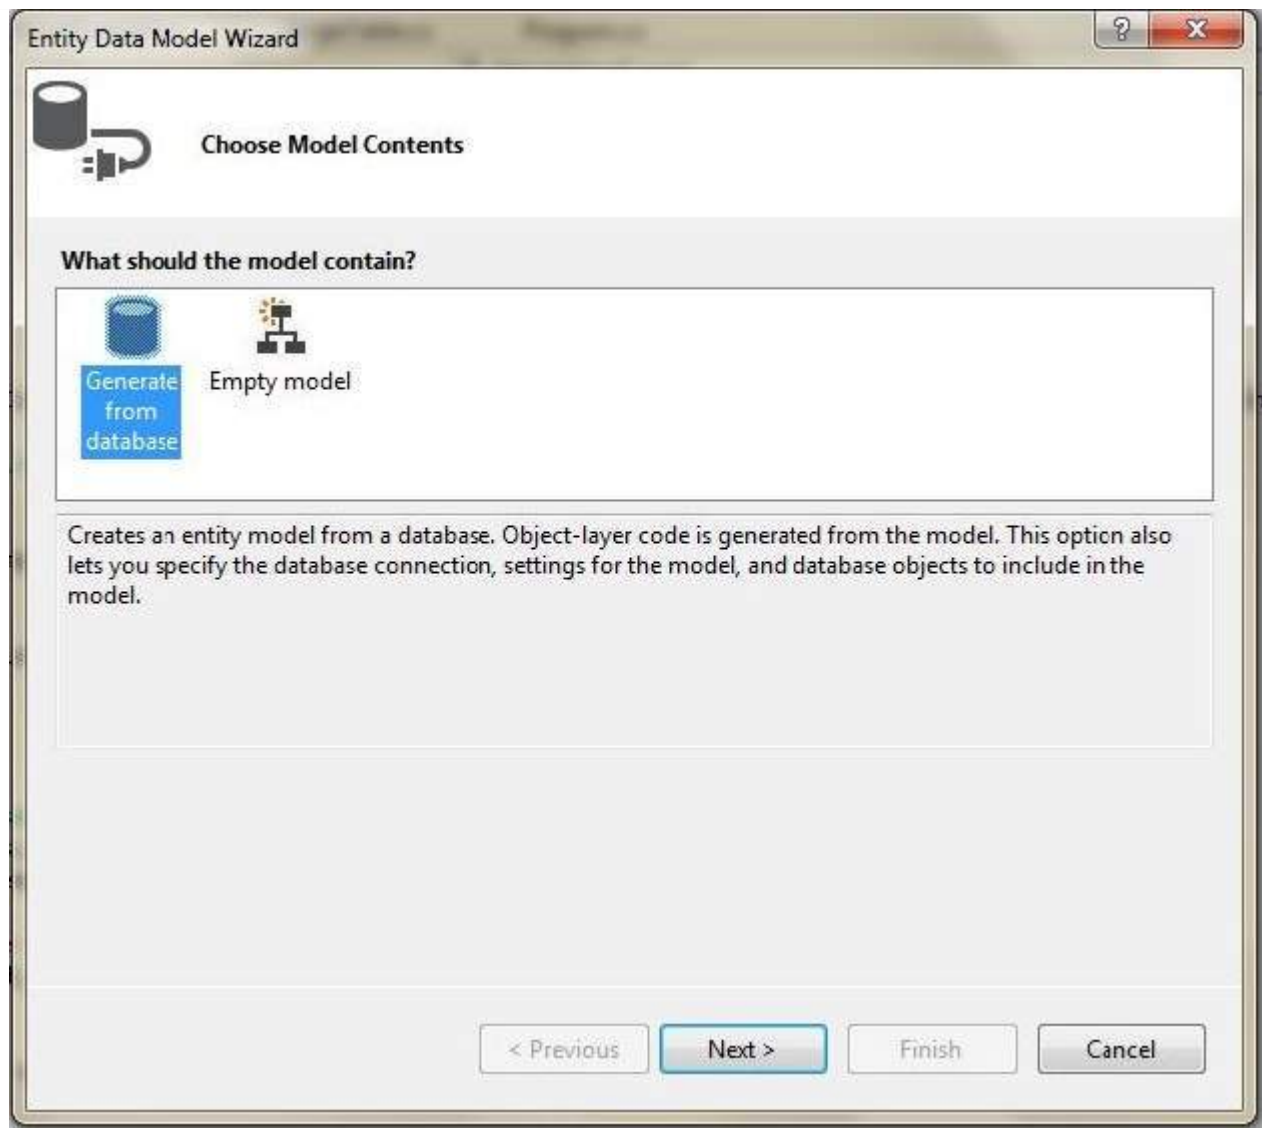 Entity Data Model Wizard
Choose Model Contents
What should the model contain?
Generate
from
database
Empty model
Creates an entity model from a database. Object-layer code is generated from the model. This option also
lets you specify the database connection, settings for the model, and database objects to include in the
model.
< Previous
Next >
Finish
Cancel